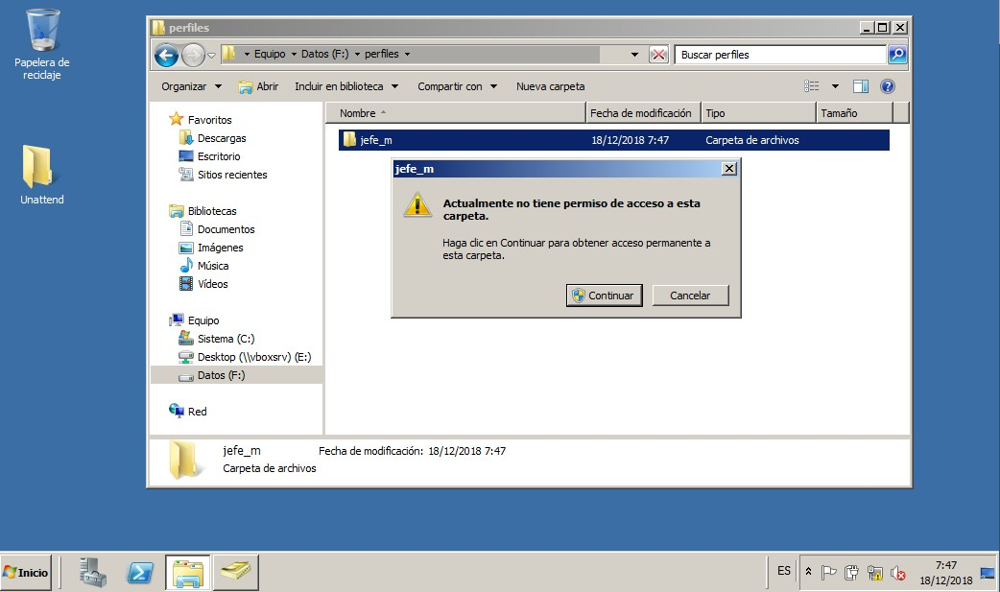 Papelera de
reciclaje
Unattend
perfiles
Equipo Datos (F:) perfiles
Buscar perfiles
Organizar Abrir Incluir en biblioteca Compartir con Nueva carpeta
Favoritos
Descargas
Escritorio
Sitios recientes
Bibliotecas
Documentos
Imágenes
Música
Vídeos
Equipo
Sistema (C:)
Desktop (\\vboxsrv) (E:)
Datos (F:)
Red
Nombre Fecha de modificación Tipo Tamaño
jefe_m 18/12/2018 7:47 Carpeta de archivos
jefe_m
Actualmente no tiene permiso de acceso a esta
carpeta.
Haga clic en Continuar para obtener acceso permanente a
esta carpeta.
Continuar Cancelar
jefe_m Fecha de modificación: 18/12/2018 7:47
Carpeta de archivos
Inicio
ES
7:47
18/12/2018